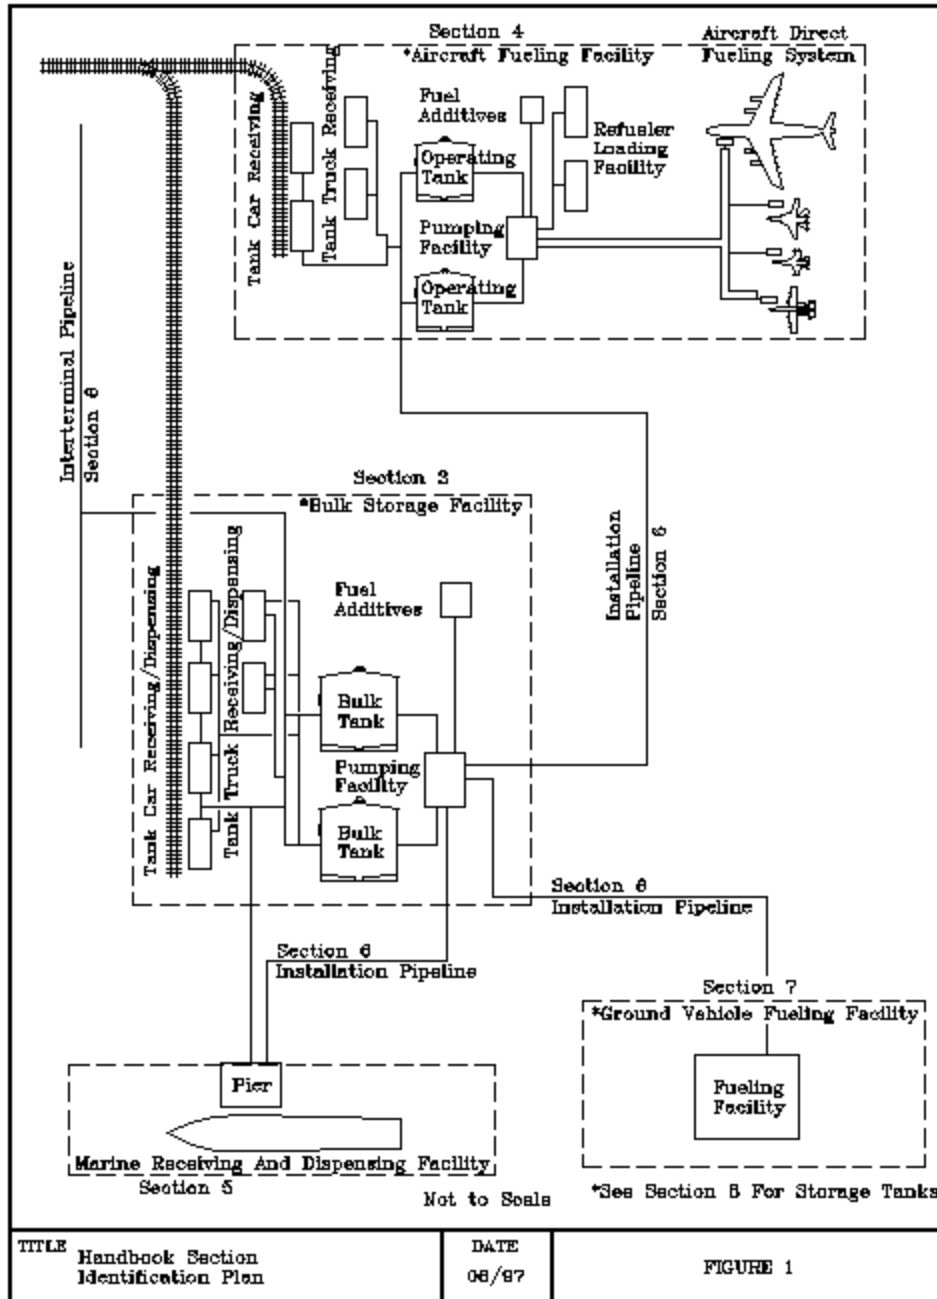 Section 4
*Aircraft Fueling Facility
Aircraft Direct
Fueling System
Tank Car Receiving
Tank Truck Receiving
Fuel
Additives
Refueler
Loading
Facility
Operating
Tank
Pumping
Facility
Operating
Tank
Interterminal Pipeline
Section 6
Section 3
*Bulk Storage Facility
Installation
Pipeline
Section 6
Tank Car Receiving/Dispensing
Tank Truck Receiving/Dispensing
Fuel
Additives
Bulk
Tank
Pumping
Facility
Bulk
Tank
Section 6
Installation Pipeline
Section 6
Installation Pipeline
Section 7
*Ground Vehicle Fueling Facility
Fueling
Facility
Pier
Marine Receiving And Dispensing Facility
Section 5
Not to Scale
*See Section 8 For Storage Tanks
TITLE
Handbook Section
Identification Plan
DATE
06/97
FIGURE 1